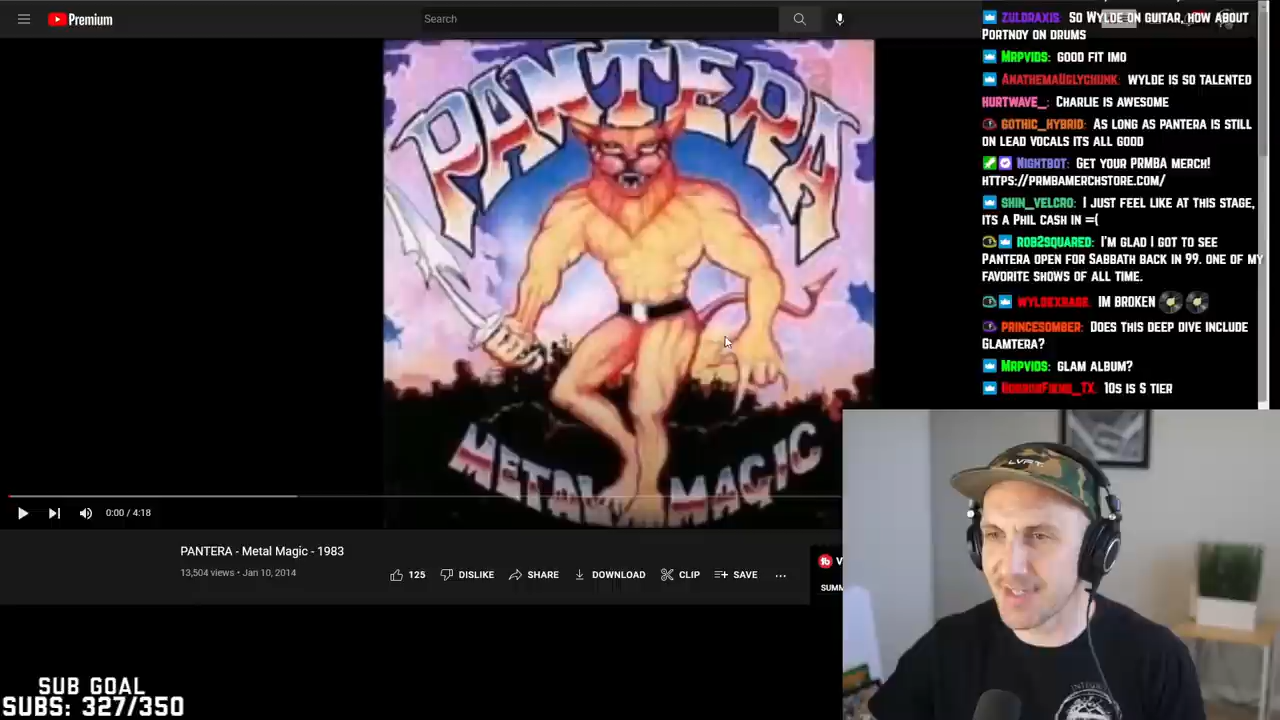 Premium
Search
PANTERA
METAL MAGIC
0:00 / 4:18
PANTERA - Metal Magic - 1983
13,504 views • Jan 10, 2014
125
DISLIKE
SHARE
DOWNLOAD
CLIP
SAVE
V
SUMM
ZULDRAXIS: SO WYLDE ON GUITAR, HOW ABOUT
PORTNOY ON DRUMS
MRPVIDS: GOOD FIT IMO
ANATHEMAUGLYCHUNK: WYLDE IS SO TALENTED
HURTWAVE_: CHARLIE IS AWESOME
GOTHIC_HYBRID: AS LONG AS PANTERA IS STILL
ON LEAD VOCALS ITS ALL GOOD
NIGHTBOT: GET YOUR PRMBA MERCH!
HTTPS://PRMBAMERCHSTORE.COM/
SHIN_VELCRO: I JUST FEEL LIKE AT THIS STAGE,
ITS A PHIL CASH IN =(
ROB2SQUARED: I'M GLAD I GOT TO SEE
PANTERA OPEN FOR SABBATH BACK IN 99. ONE OF MY
FAVORITE SHOWS OF ALL TIME.
IM BROKEN
PRINCESOMBER: DOES THIS DEEP DIVE INCLUDE
GLAMTERA?
MRPVIDS: GLAM ALBUM?
10S IS S TIER
LVFT.
SUB GOAL
SUBS: 327/350